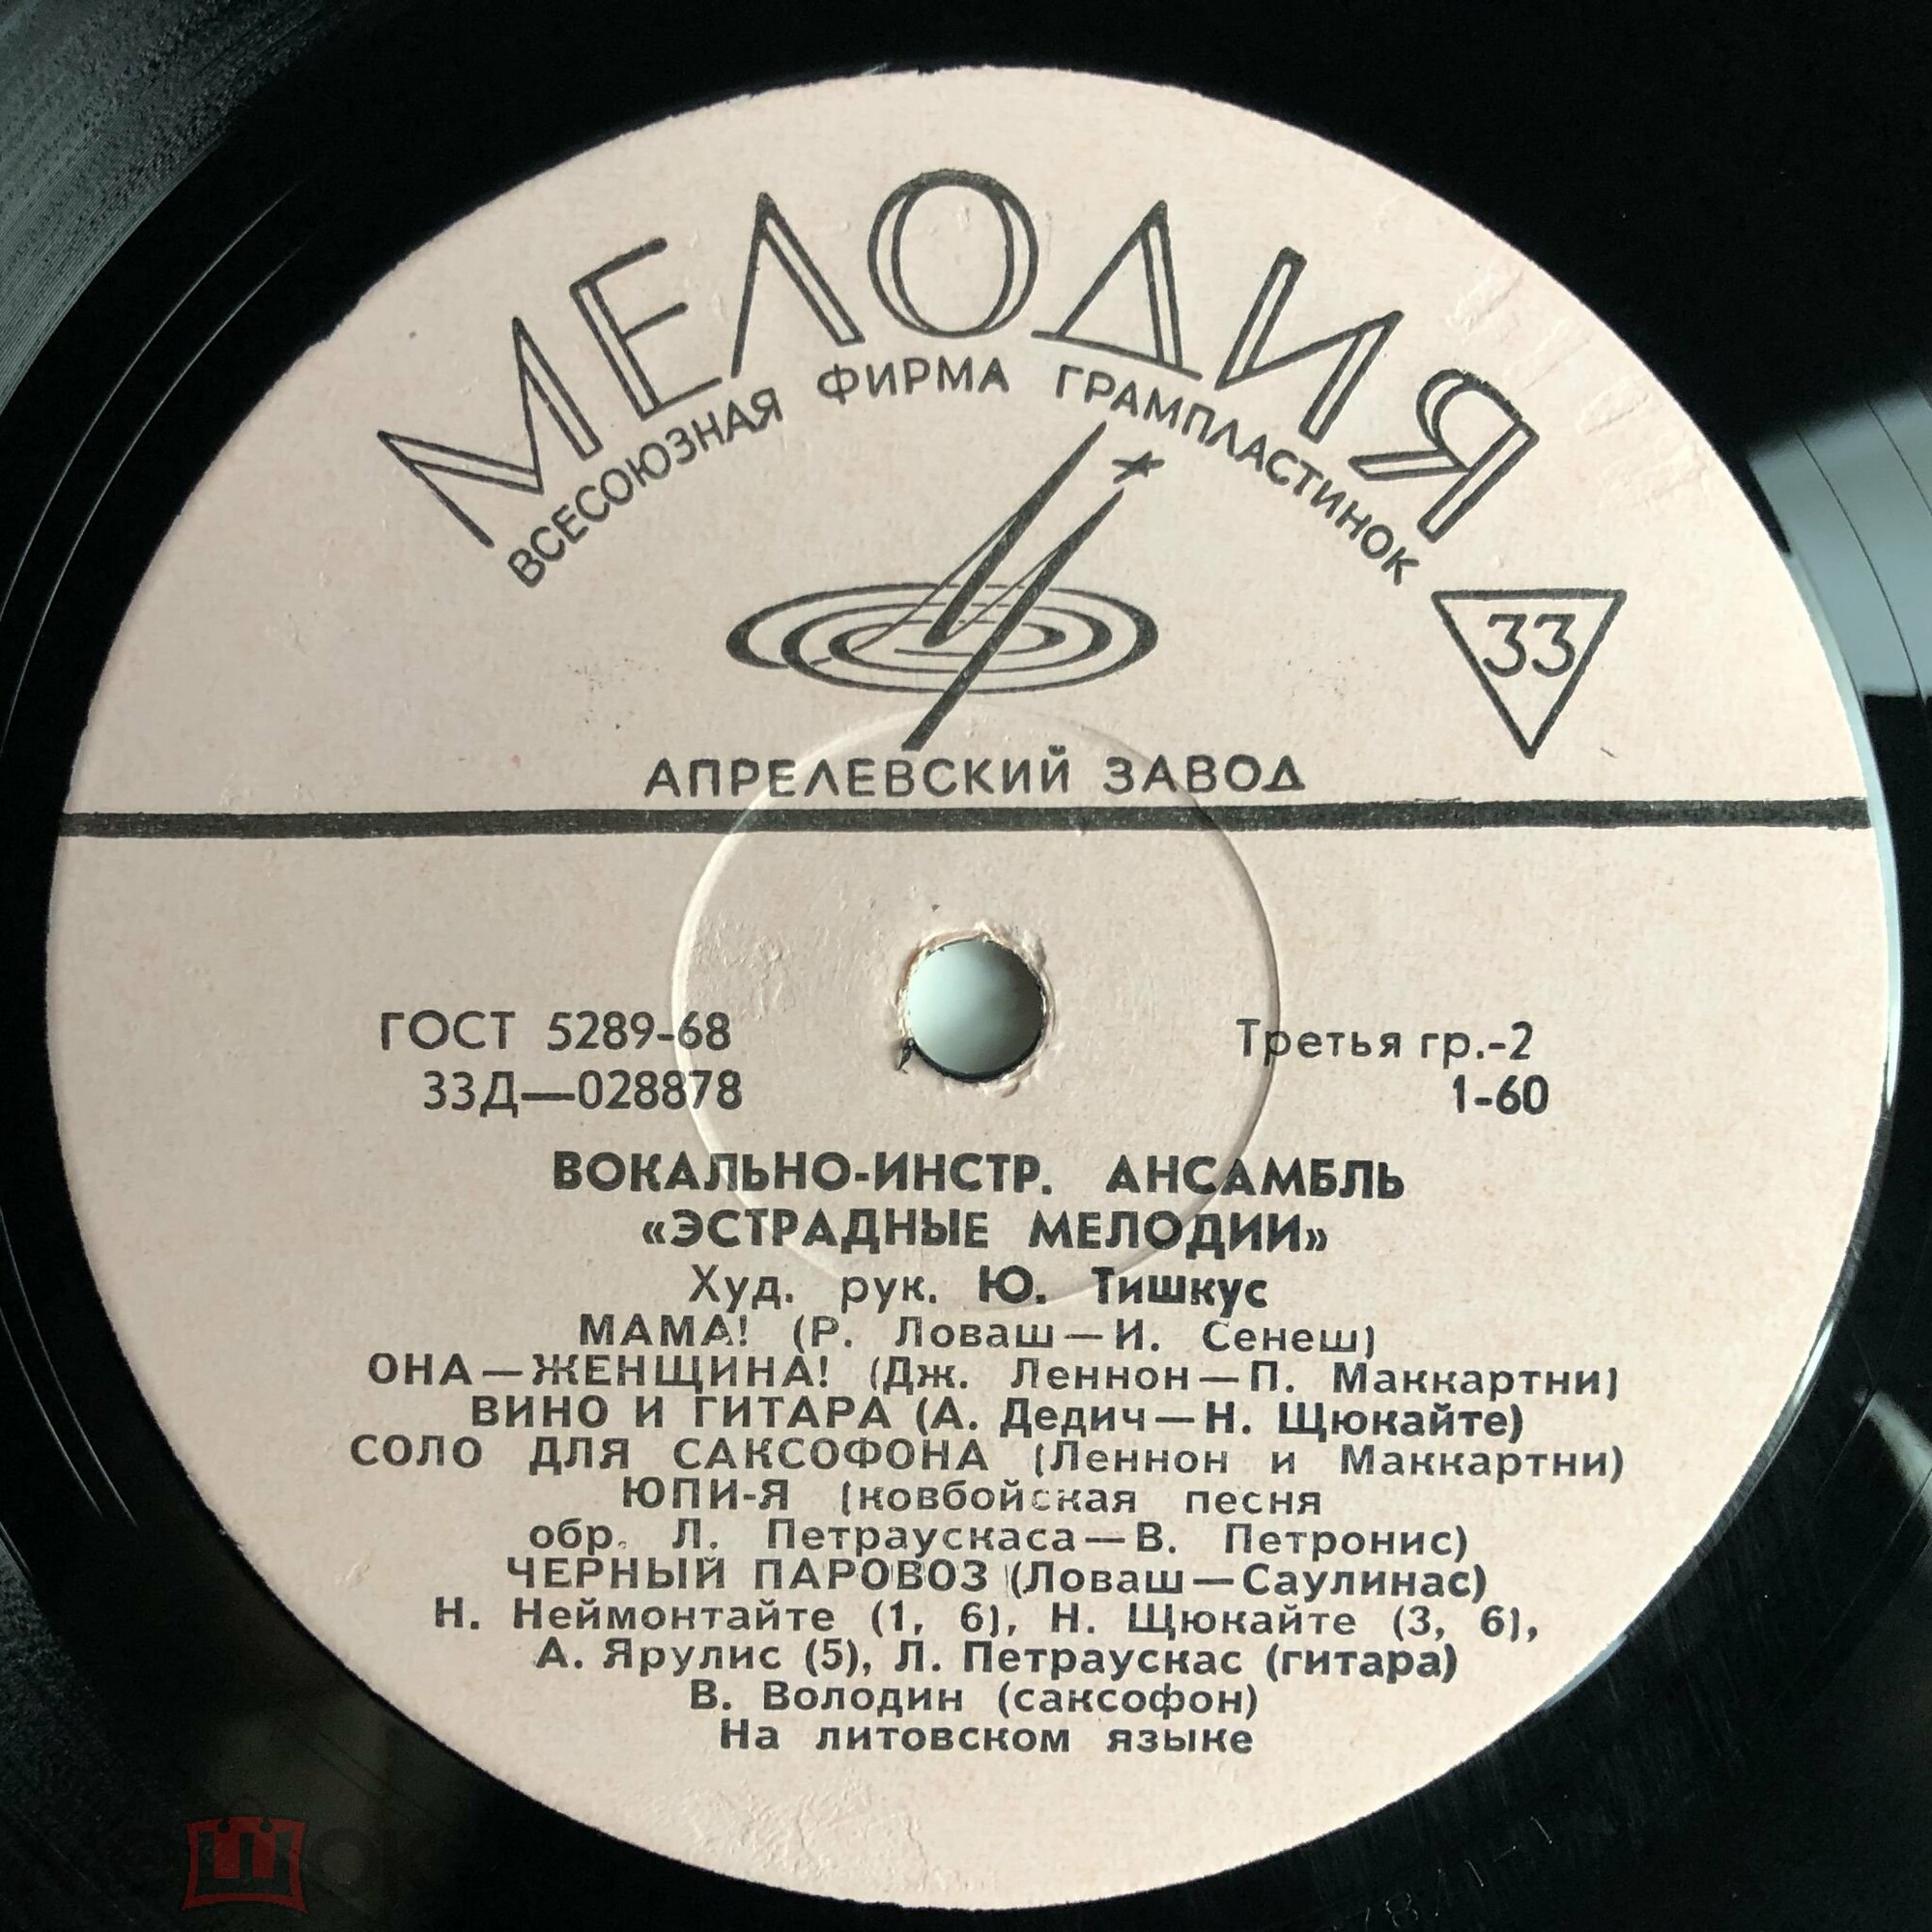 МЕЛОДИЯ
ВСЕСОЮЗНАЯ ФИРМА ГРАМПЛАСТИНОК
33
АПРЕЛЕВСКИЙ ЗАВОД
ГОСТ 5289-68
Третья гр.-2
33Д—028878
1-60
ВОКАЛЬНО-ИНСТР. АНСАМБЛЬ
«ЭСТРАДНЫЕ МЕЛОДИИ»
Худ. рук. Ю. Тишкус
МАМА! (Р. Ловаш—И. Сенеш)
ОНА—ЖЕНЩИНА! (Дж. Леннон—П. Маккартни)
ВИНО И ГИТАРА (А. Дедич—Н. Щюкайте)
СОЛО ДЛЯ САКСОФОНА (Леннон и Маккартни)
ЮПИ-Я (ковбойская песня
обр. Л. Петраускаса—В. Петронис)
ЧЕРНЫЙ ПАРОВОЗ (Ловаш—Саулинас)
Н. Неймонтайте (1, 6), Н. Щюкайте (3, 6),
А. Ярулис (5), Л. Петраускас (гитара)
В. Володин (саксофон)
На литовском языке